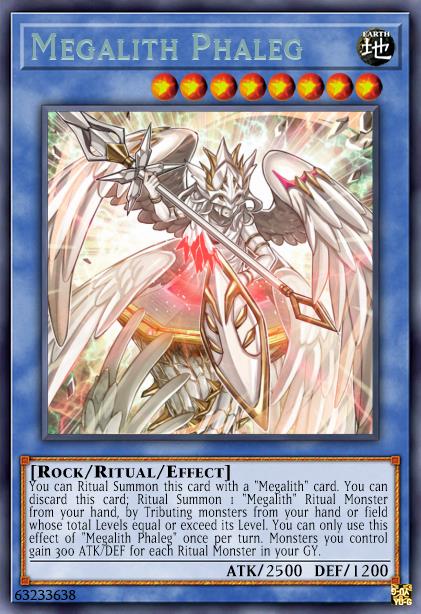 MEGALITH PHALEG
EARTH
地
[ROCK/RITUAL/EFFECT]
You can Ritual Summon this card with a "Megalith" card. You can
discard this card; Ritual Summon 1 "Megalith" Ritual Monster
from your hand, by Tributing monsters from your hand or field
whose total Levels equal or exceed its Level. You can only use this
effect of "Megalith Phaleg" once per turn. Monsters you control
gain 300 ATK/DEF for each Ritual Monster in your GY.
ATK/2500 DEF/1200
63233638